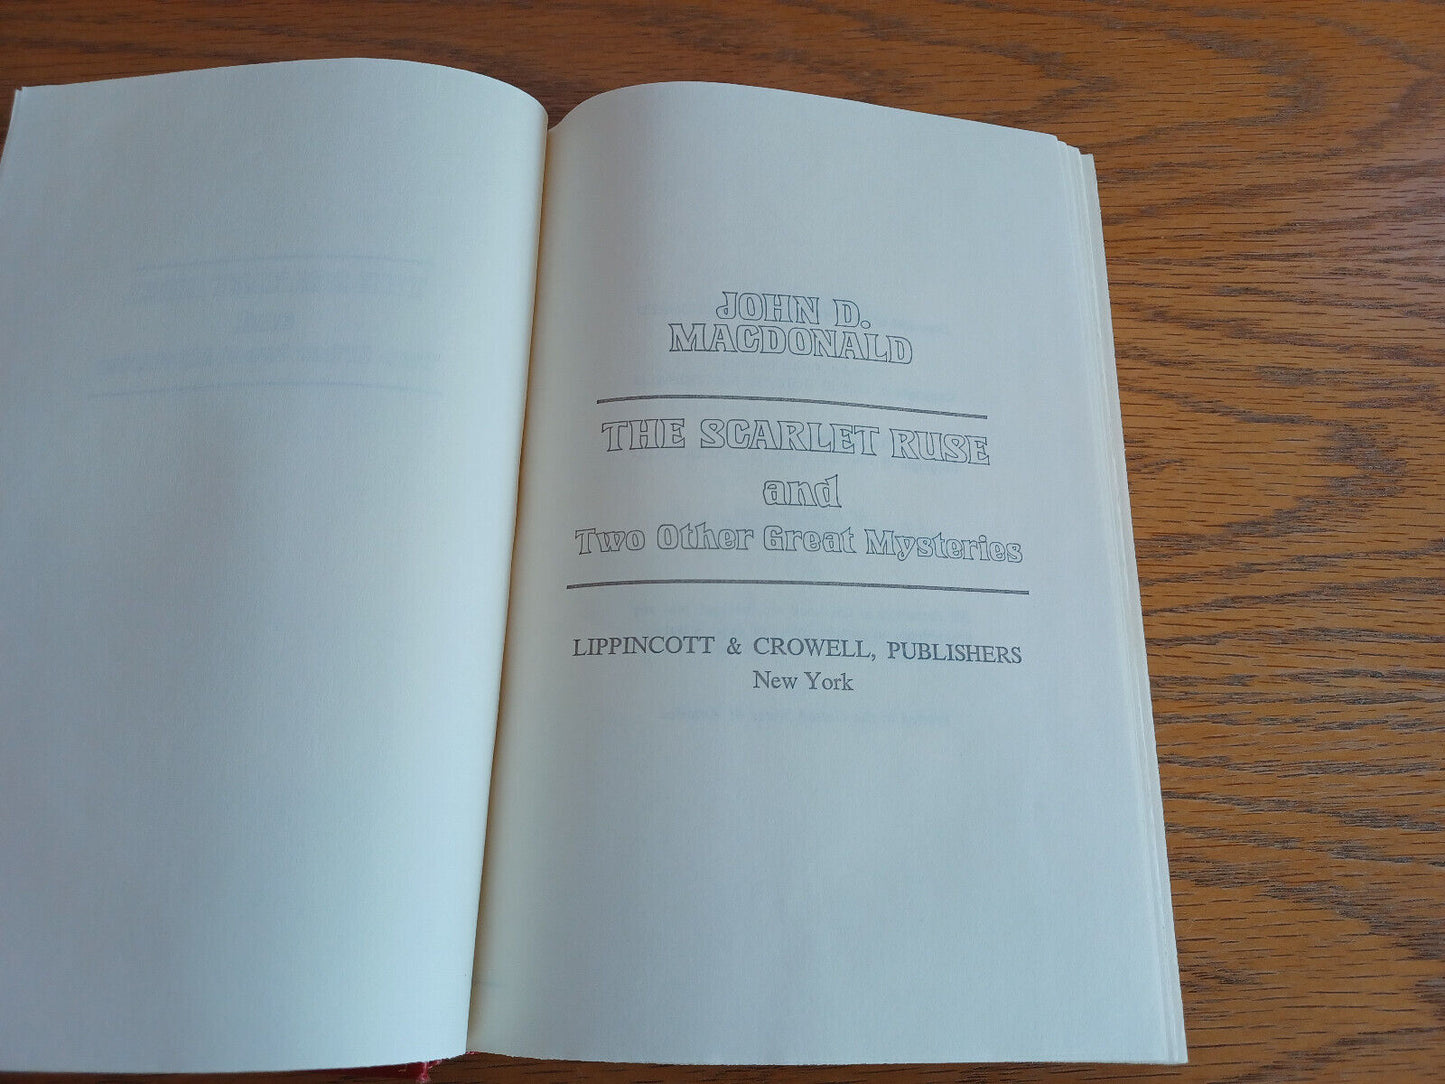 JOHN D.
MACDONALD
THE SCARLET RUSE
and
Two Other Great Mysteries
LIPPINCOTT & CROWELL, PUBLISHERS
New York